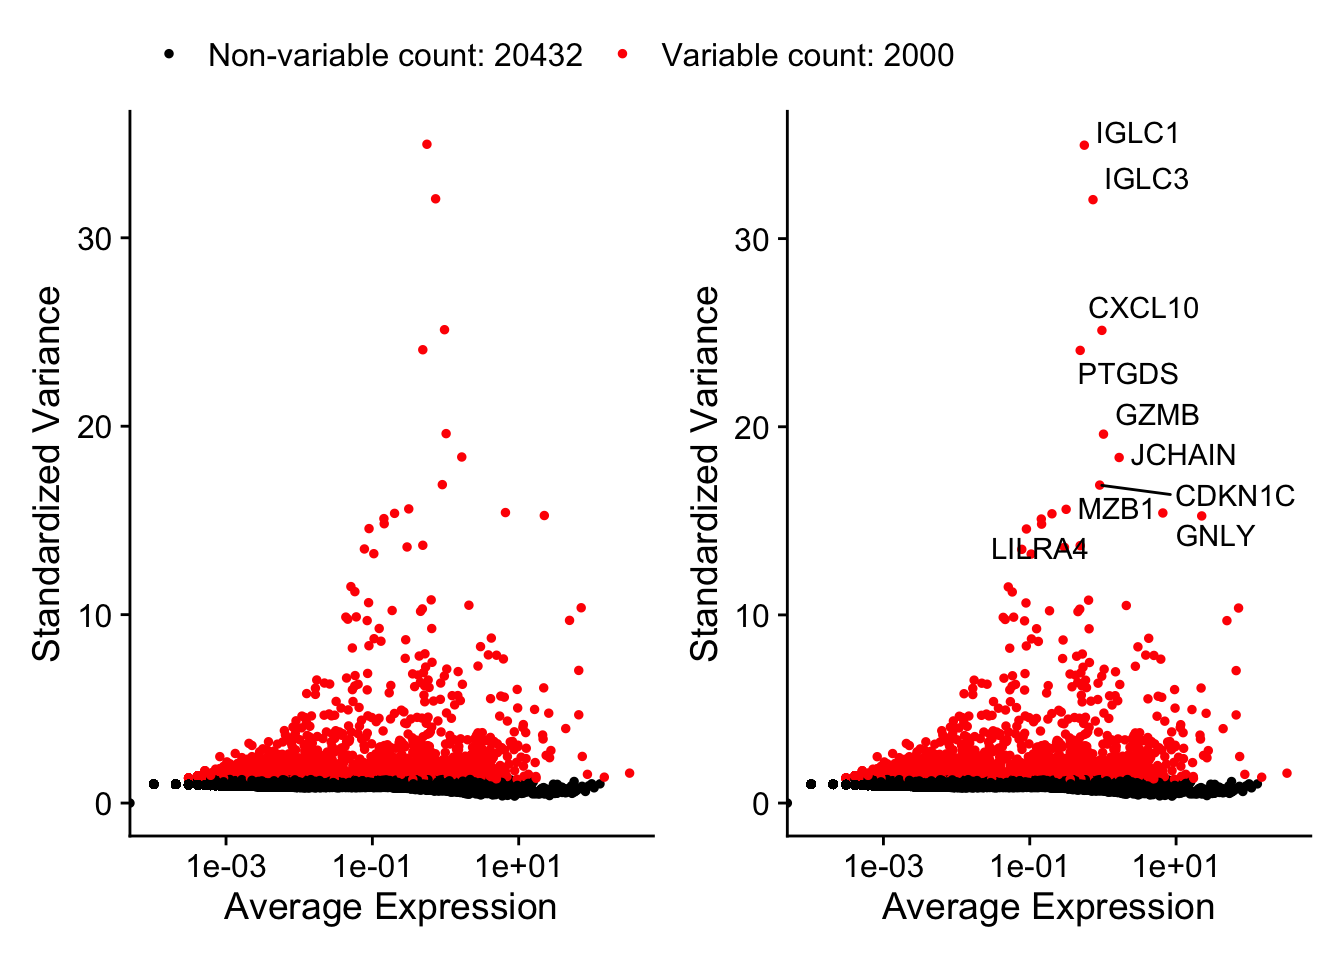 Non-variable count: 20432 Variable count: 2000
Standardized Variance
30
20
10
0
1e-03 1e-01 1e+01
Average Expression
Standardized Variance
30
20
10
0
IGLC1
IGLC3
CXCL10
PTGDS
GZMB
JCHAIN
CDKN1C
MZB1
GNLY
LILRA4
1e-03 1e-01 1e+01
Average Expression